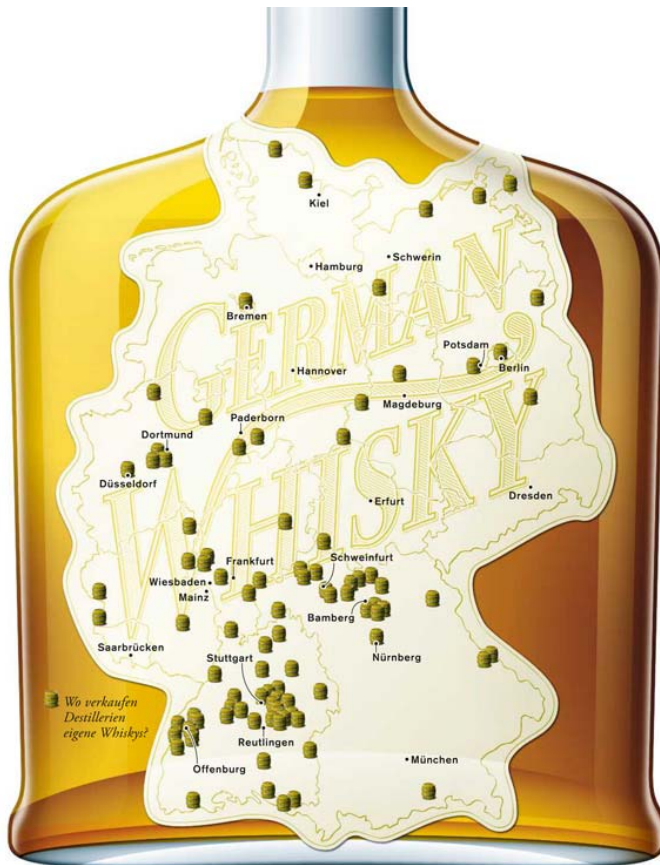 GERMAN,
WHISKY
Kiel
Schwerin
Hamburg
Bremen
Potsdam
Berlin
Hannover
Magdeburg
Paderborn
Dortmund
Düsseldorf
Erfurt
Dresden
Schweinfurt
Frankfurt
Wiesbaden
Mainz
Bamberg
Saarbrücken
Nürnberg
Stuttgart
Wo verkaufen
Destillerien
eigene Whiskys?
Reutlingen
Offenburg
München